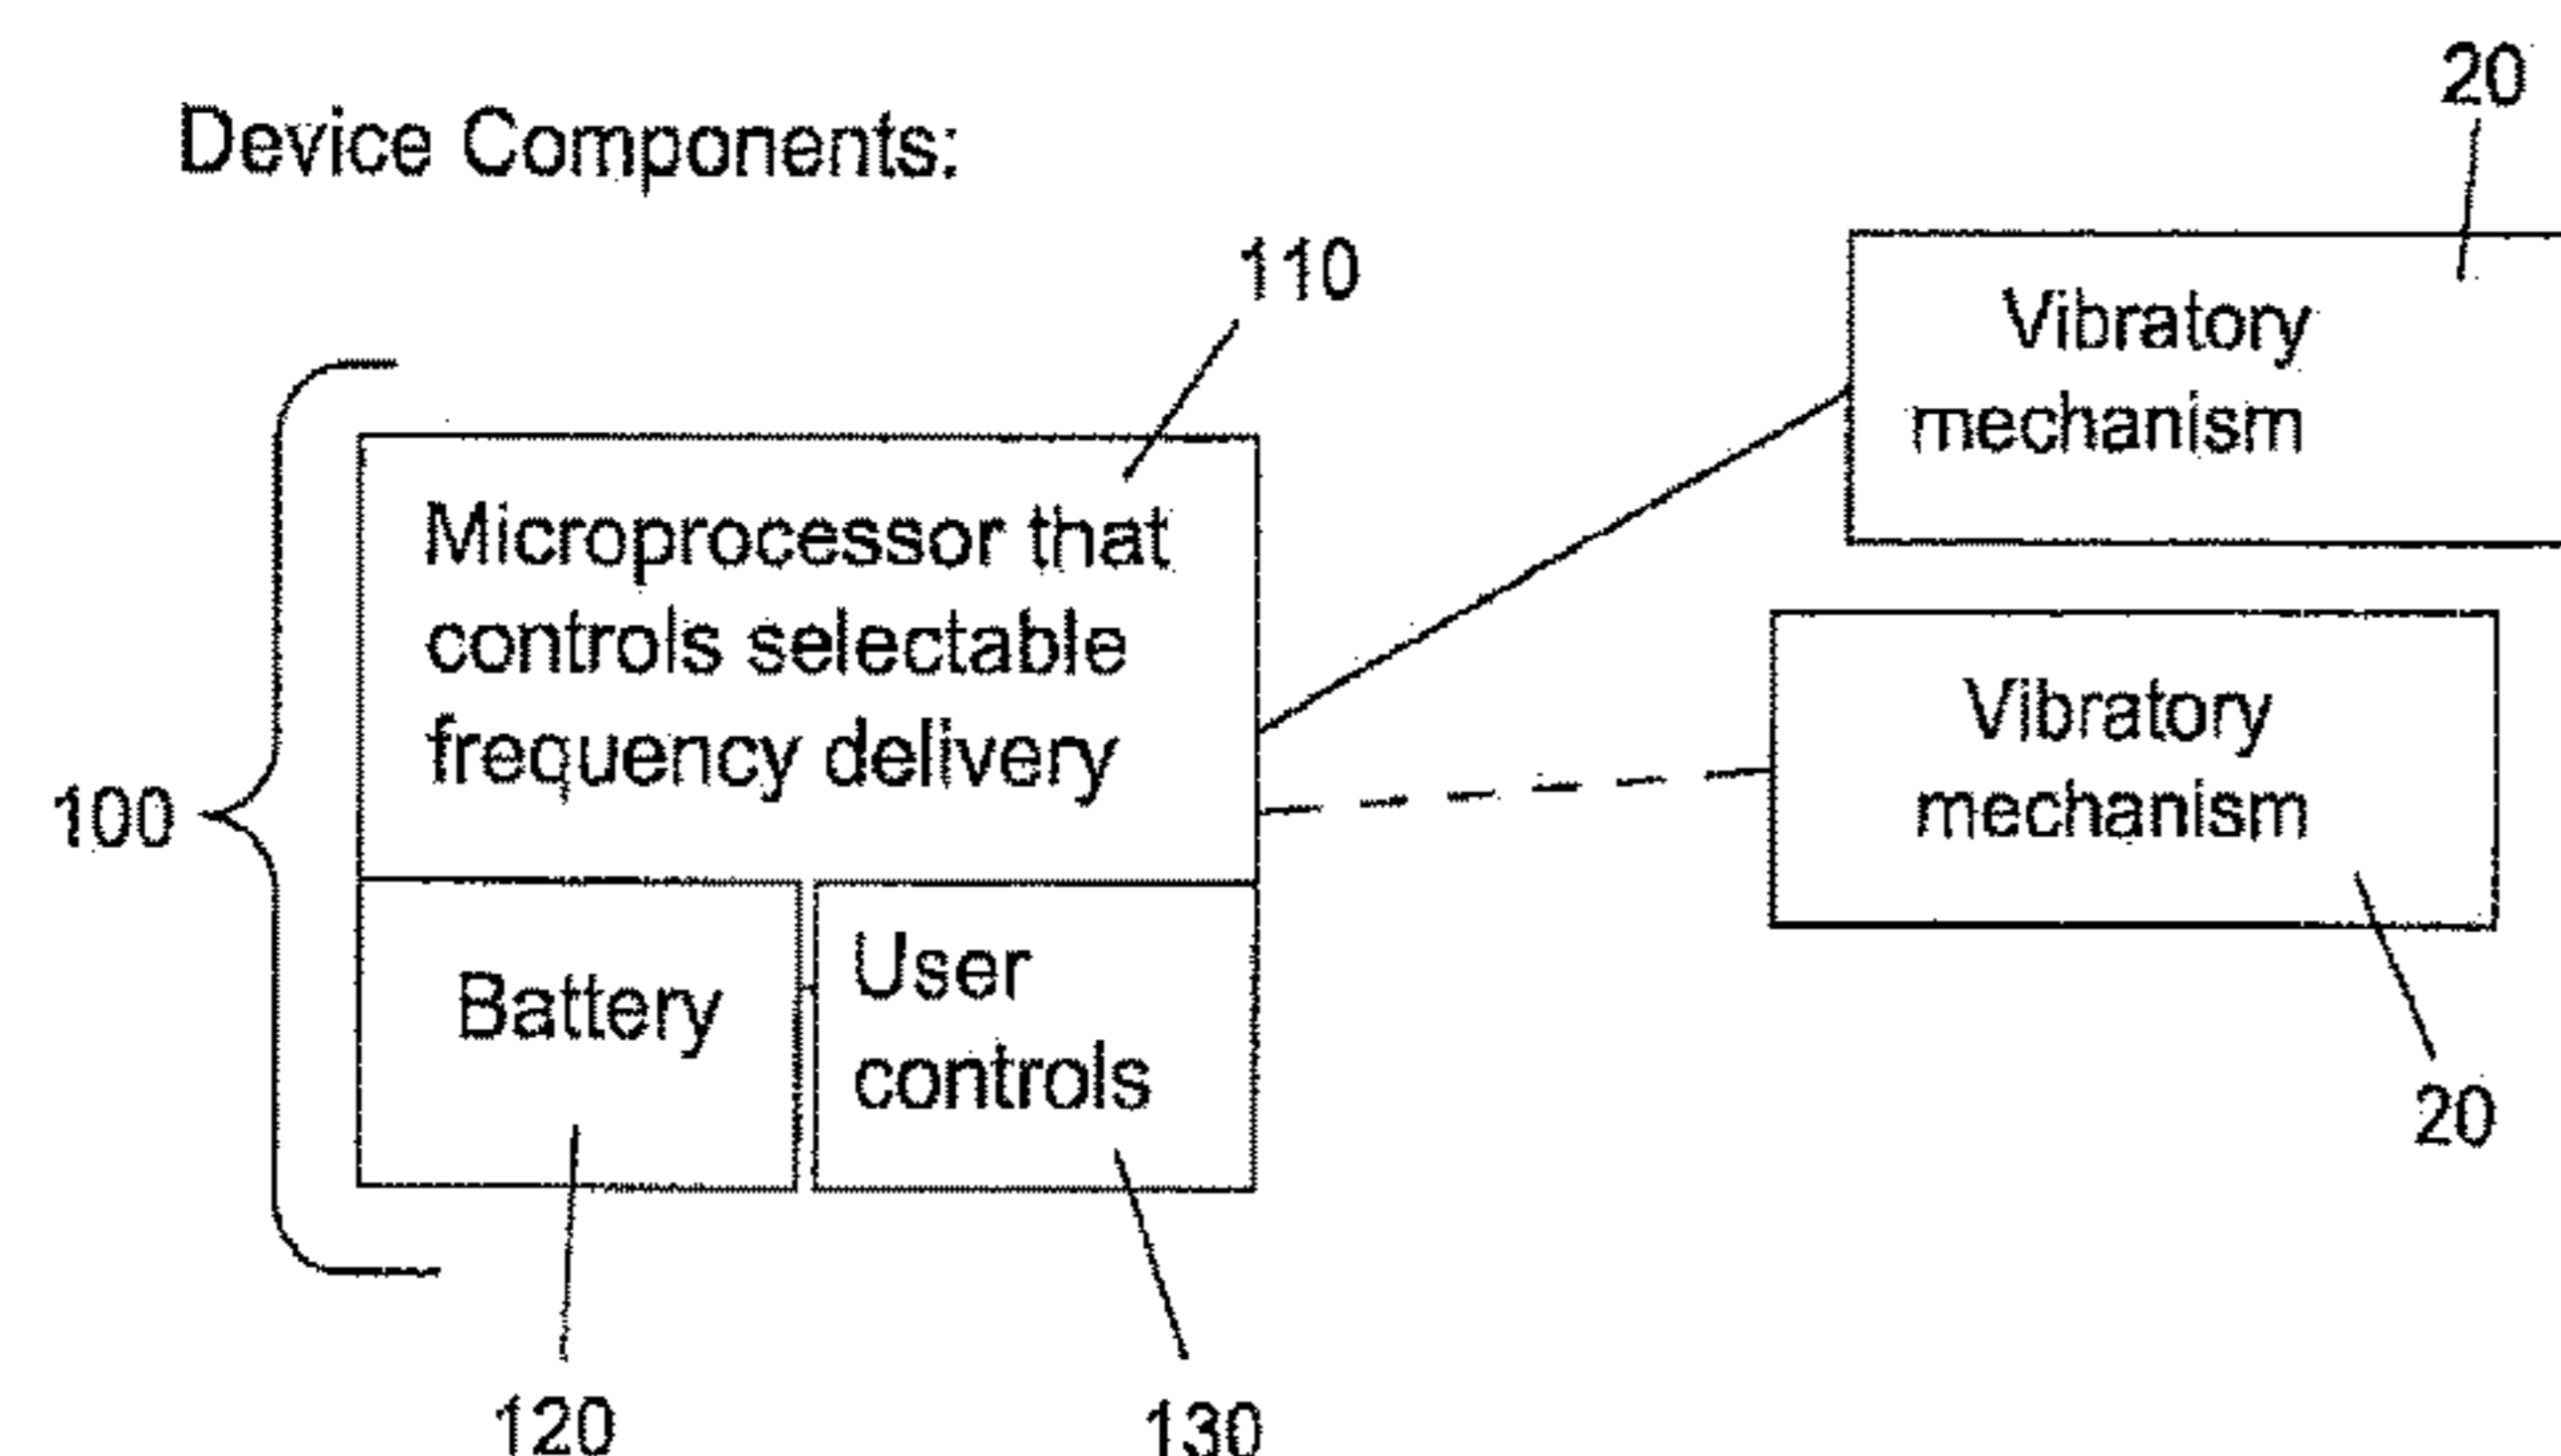 20
Device Components:
110
Vibratory
mechanism
Microprocessor that
controls selectable
frequency delivery
Vibratory
mechanism
100
Battery
User
controls
20
120
130